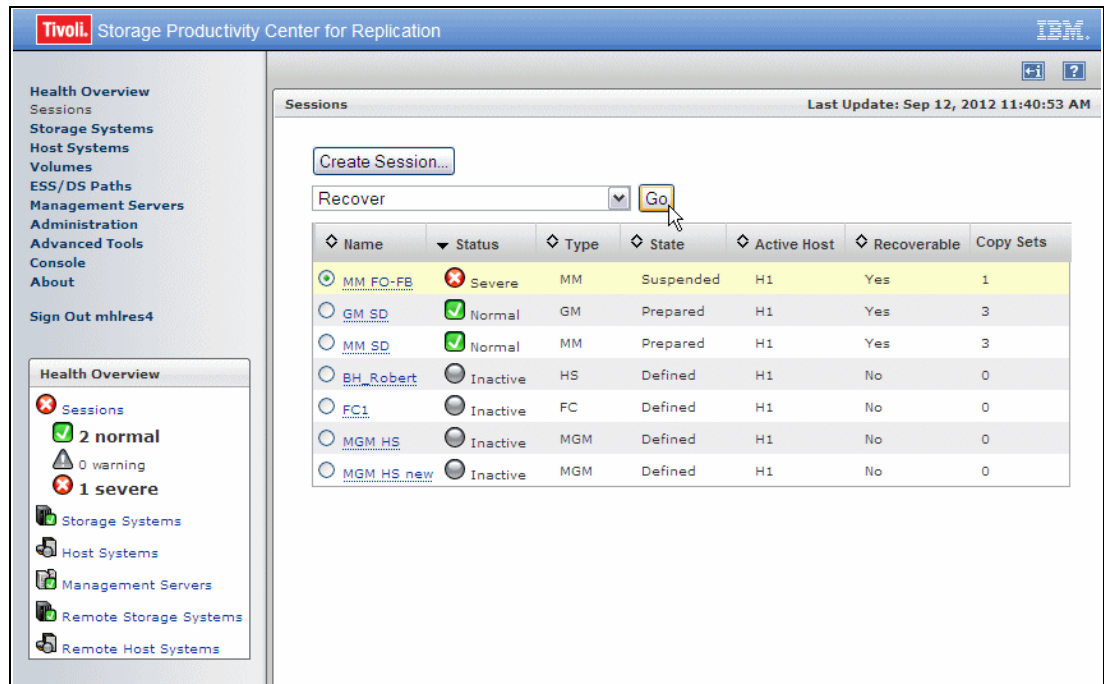 Tivoli. Storage Productivity Center for Replication IBM.
Health Overview
Sessions
Storage Systems
Host Systems
Volumes
ESS/DS Paths
Management Servers
Administration
Advanced Tools
Console
About
Sign Out mhlres4
Health Overview
Sessions
2 normal
0 warning
1 severe
Storage Systems
Host Systems
Management Servers
Remote Storage Systems
Remote Host Systems
i ?
Sessions Last Update: Sep 12, 2012 11:40:53 AM
Create Session...
Recover Go
Name Status Type State Active Host Recoverable Copy Sets
MM FO-FB Severe MM Suspended H1 Yes 1
GM SD Normal GM Prepared H1 Yes 3
MM SD Normal MM Prepared H1 Yes 3
BH_Robert Inactive HS Defined H1 No 0
FC1 Inactive FC Defined H1 No 0
MGM HS Inactive MGM Defined H1 No 0
MGM HS new Inactive MGM Defined H1 No 0